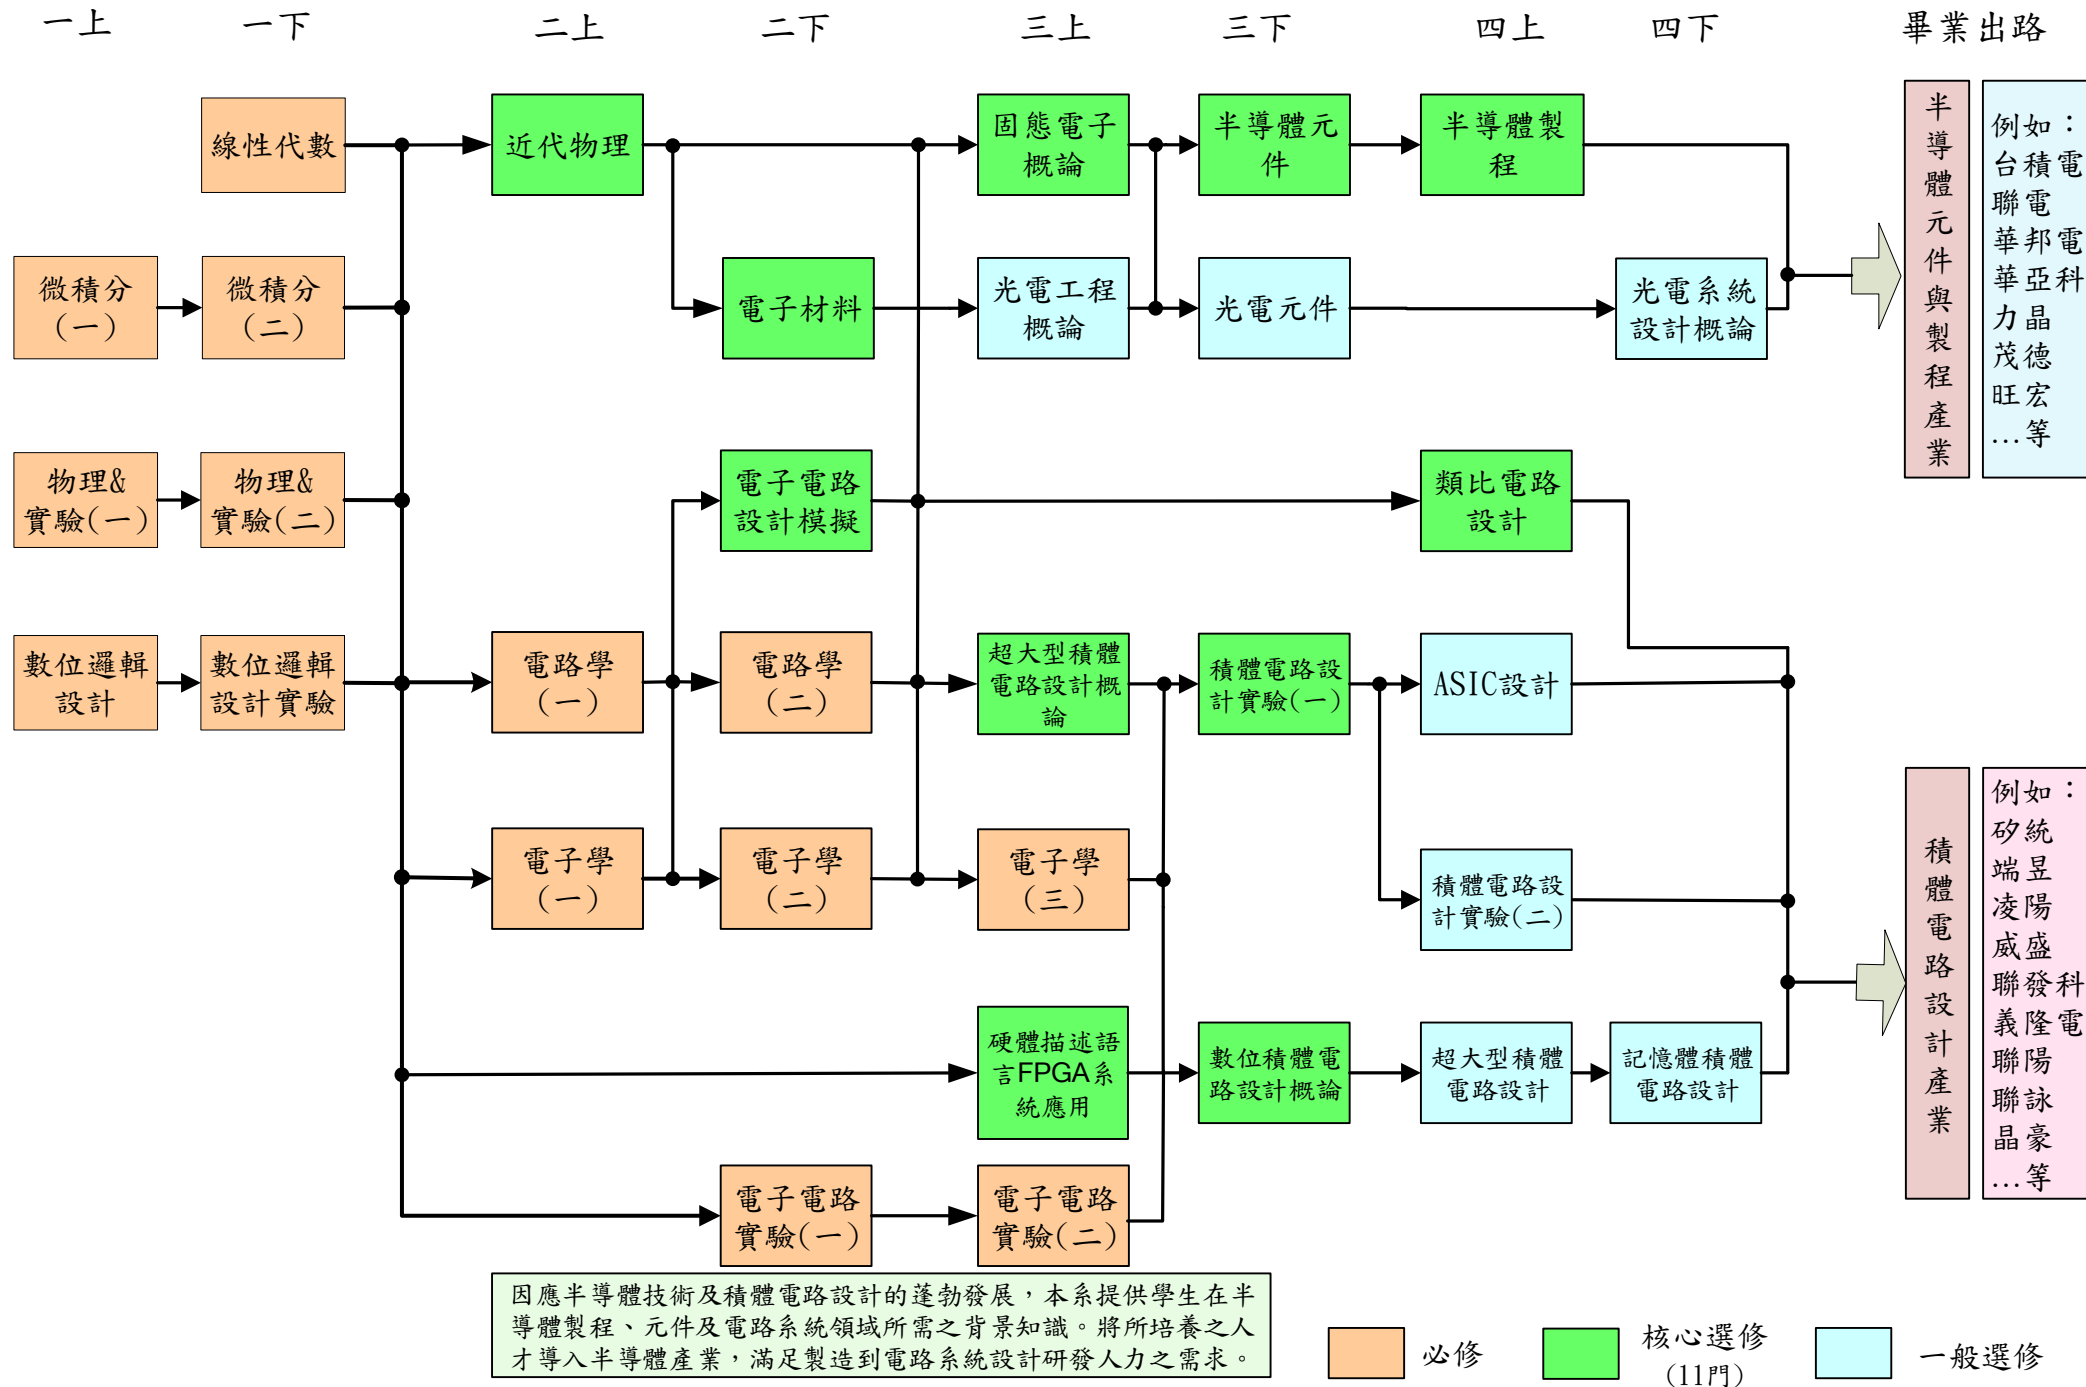 一上
一下
二上
二下
三上
三下
四上
四下
畢業出路
線性代數
近代物理
固態電子
概論
半導體元
件
半導體製
程
微積分
(一)
微積分
(二)
電子材料
光電工程
概論
光電元件
光電系統
設計概論
物理&
實驗(一)
物理&
實驗(二)
電子電路
設計模擬
類比電路
設計
數位邏輯
設計
數位邏輯
設計實驗
電路學
(一)
電路學
(二)
超大型積體
電路設計概
論
積體電路設
計實驗(一)
ASIC設計
電子學
(一)
電子學
(二)
電子學
(三)
積體電路設
計實驗(二)
硬體描述語
言FPGA系
統應用
數位積體電
路設計概論
超大型積體
電路設計
記憶體積體
電路設計
電子電路
實驗(一)
電子電路
實驗(二)
半導體元件與製程產業
例如：
台積電
聯電
華邦電
華亞科
力晶
茂德
旺宏
...等
積體電路設計產業
例如：
矽統
端昱
凌陽
威盛
聯發科
義隆電
聯陽
聯詠
晶豪
...等
因應半導體技術及積體電路設計的蓬勃發展，本系提供學生在半
導體製程、元件及電路系統領域所需之背景知識。將所培養之人
才導入半導體產業，滿足製造到電路系統設計研發人力之需求。
必修
核心選修
(11門)
一般選修